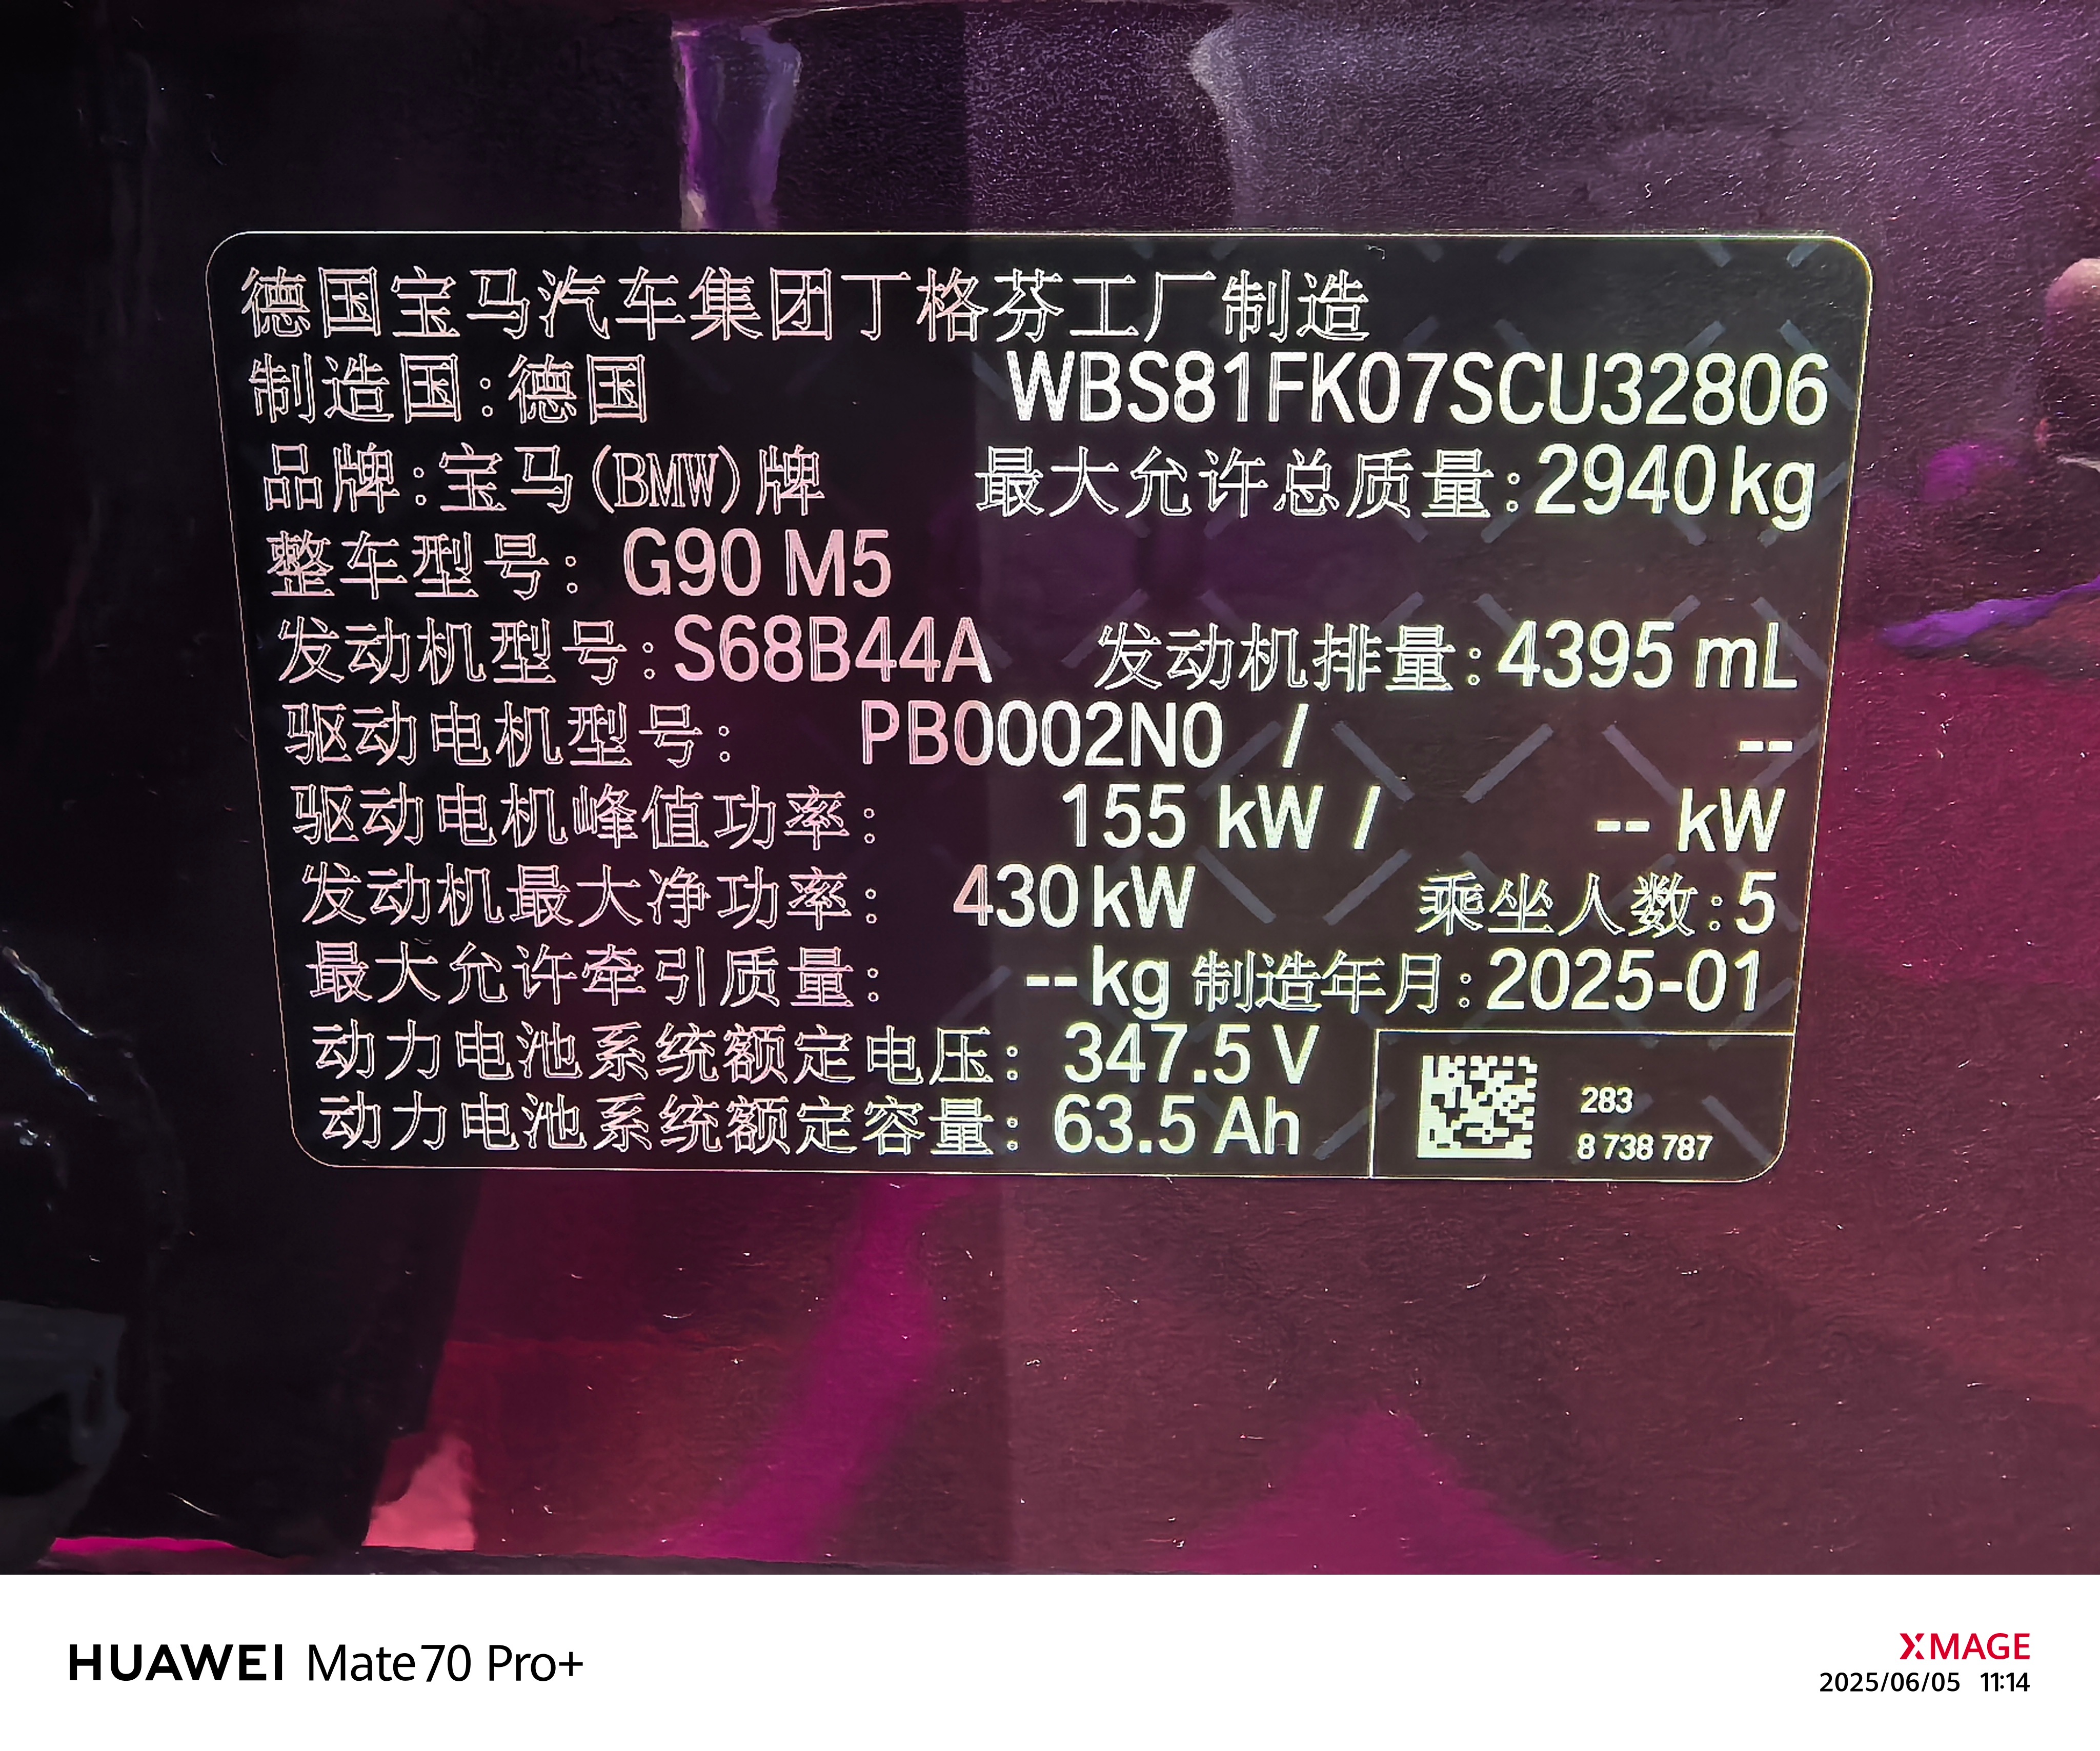 德国宝马汽车集团丁格芬工厂制造
制造国:德国 WBS81FK07SCU32806
品牌:宝马(BMW)牌 最大允许总质量:2940kg
整车型号: G90 M5
发动机型号:S68B44A 发动机排量:4395 mL
驱动电机型号: PB0002N0 / --
驱动电机峰值功率: 155 kW / -- kW
发动机最大净功率: 430kW 乘坐人数:5
最大允许牵引质量: --kg 制造年月:2025-01
动力电池系统额定电压: 347.5 V
动力电池系统额定容量: 63.5 Ah
283
8 738 787
HUAWEI Mate70 Pro+
XMAGE
2025/06/05 11:14